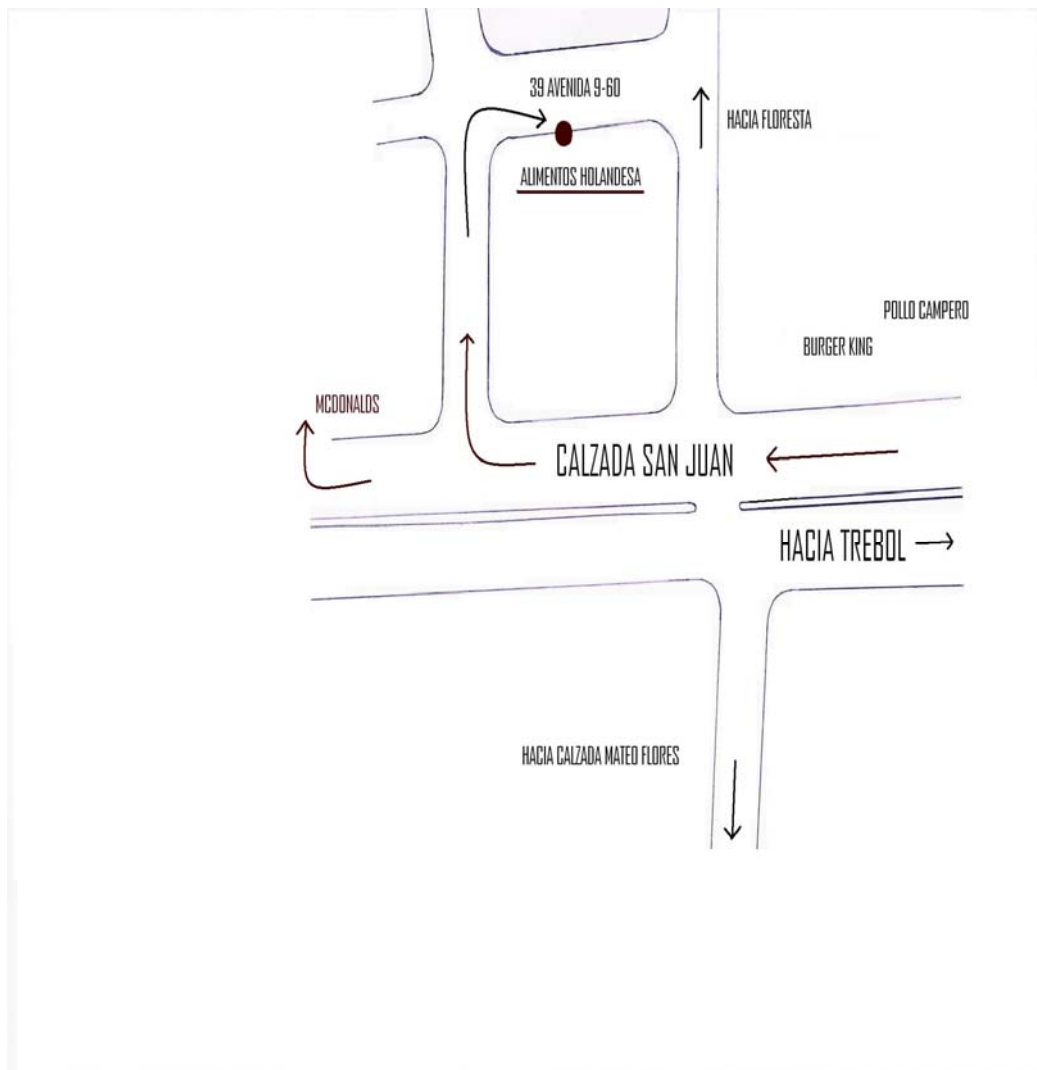 39 AVENIDA 9-60
HACIA FLORESTA
ALIMENTOS HOLANDESA
POLLO CAMPERO
BURGER KING
MCDONALDS
CALZADA SAN JUAN
HACIA TREBOL
HACIA CALZADA MATEO FLORES